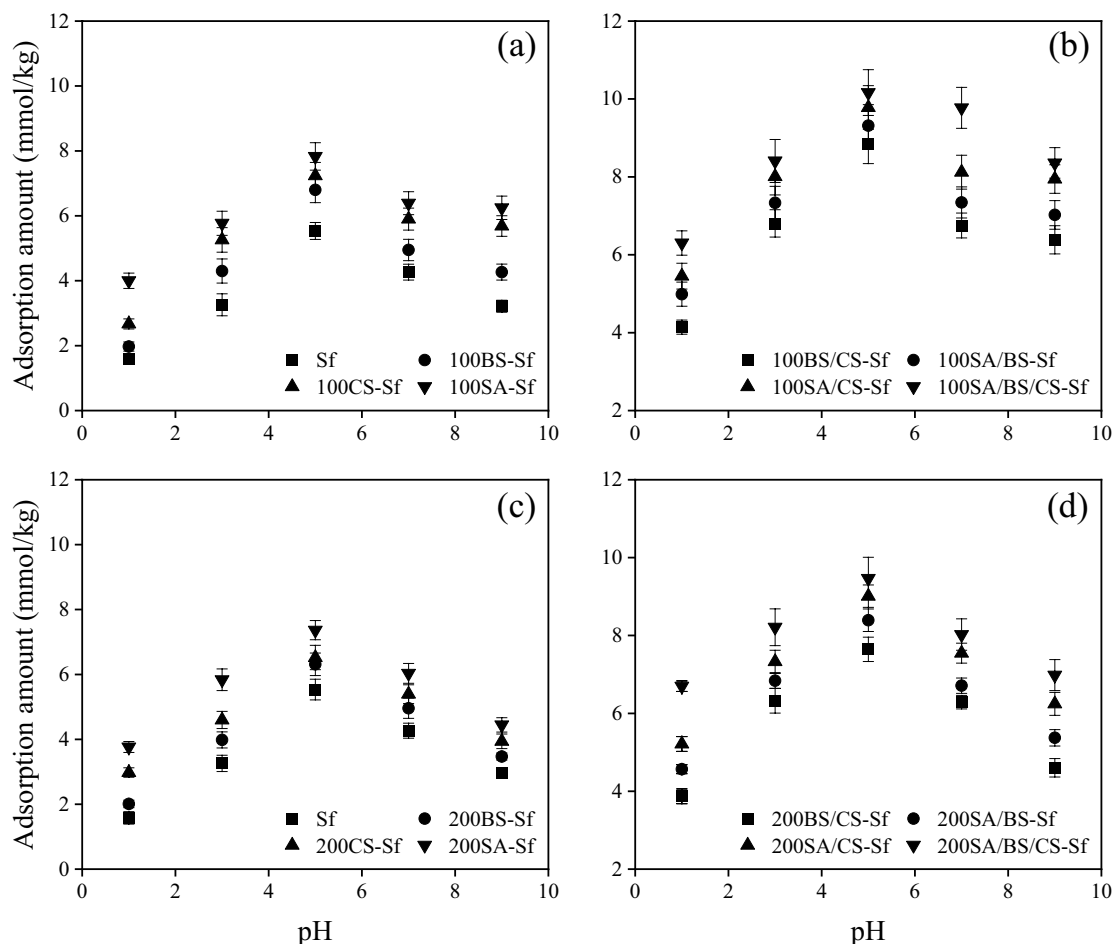 (a)
Adsorption amount (mmol/kg)
12
10
8
6
4
2
0
Sf 100BS-Sf
100CS-Sf 100SA-Sf
0 2 4 6 8 10
(b)
12
10
8
6
4
2
100BS/CS-Sf 100SA/BS-Sf
100SA/CS-Sf 100SA/BS/CS-Sf
0 2 4 6 8 10
(c)
Adsorption amount (mmol/kg)
12
10
8
6
4
2
0
Sf 200BS-Sf
200CS-Sf 200SA-Sf
0 2 4 6 8 10
pH
(d)
12
10
8
6
4
2
200BS/CS-Sf 200SA/BS-Sf
200SA/CS-Sf 200SA/BS/CS-Sf
0 2 4 6 8 10
pH